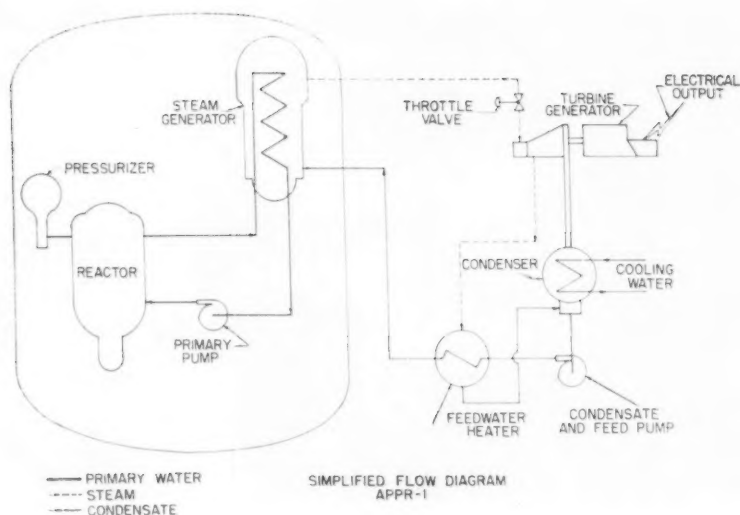 STEAM
GENERATOR
PRESSURIZER
REACTOR
PRIMARY
PUMP
THROTTLE
VALVE
TURBINE
GENERATOR
ELECTRICAL
OUTPUT
CONDENSER
COOLING
WATER
FEEDWATER
HEATER
CONDENSATE
AND FEED PUMP
PRIMARY WATER
STEAM
CONDENSATE
SIMPLIFIED FLOW DIAGRAM
APPR-1